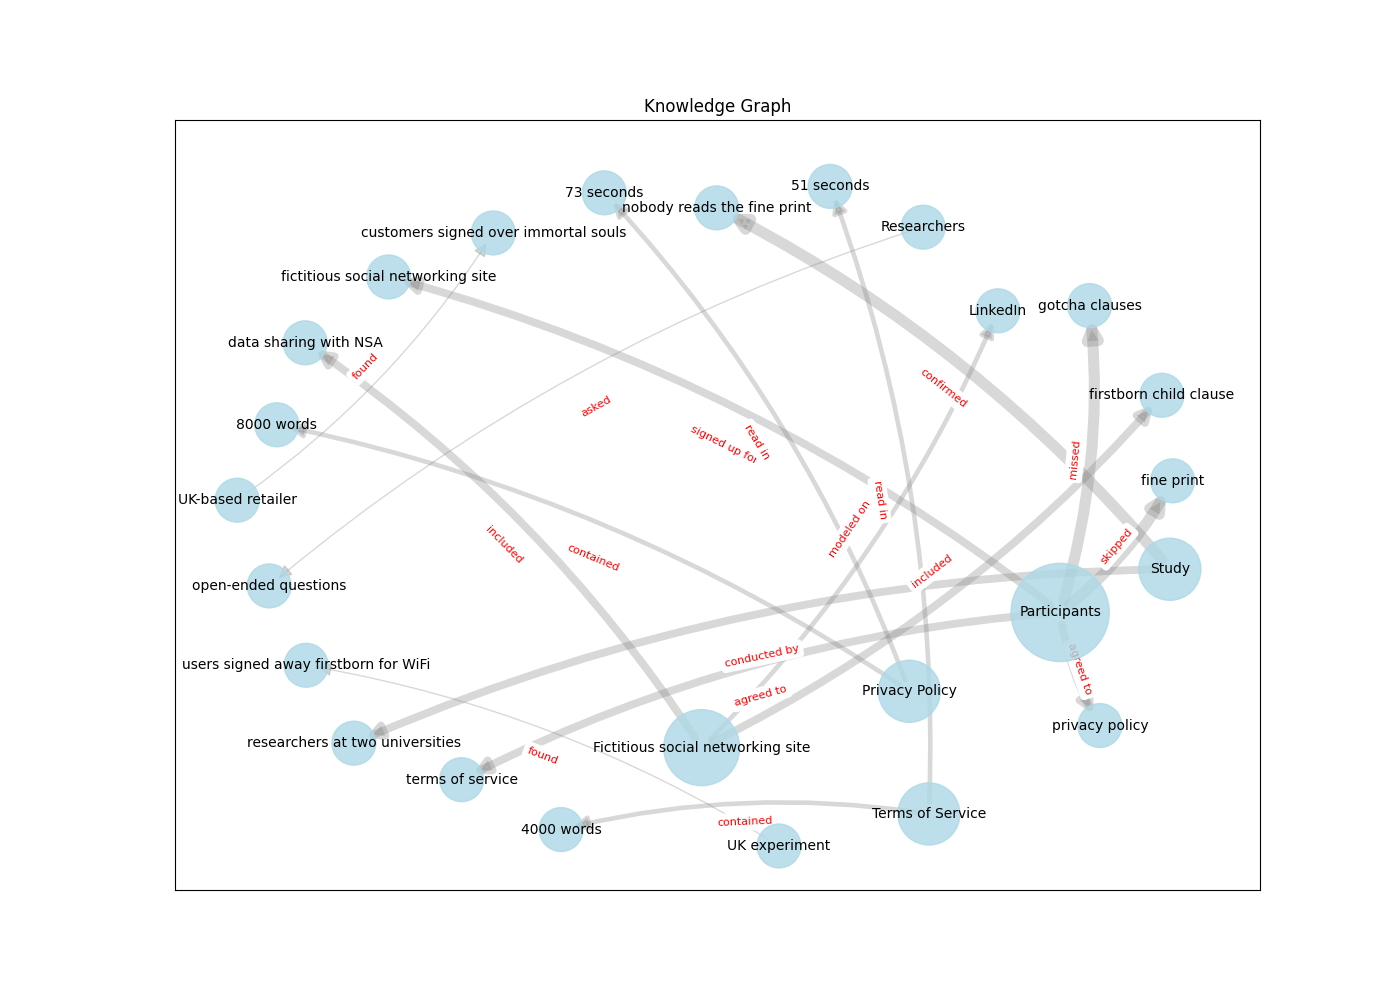 Knowledge Graph
51 seconds
73 seconds
nobody reads the fine print
Researchers
customers signed over immortal souls
fictitious social networking site
LinkedIn
gotcha clauses
data sharing with NSA
found
confirmed
firstborn child clause
asked
8000 words
signed up for
read in
missed
fine print
UK-based retailer
read in
modeled on
included
contained
skipped
included
Study
open-ended questions
Participants
conducted by
users signed away firstborn for WiFi
agreed to
agreed to
Privacy Policy
privacy policy
researchers at two universities
Fictitious social networking site
found
terms of service
Terms of Service
contained
4000 words
UK experiment